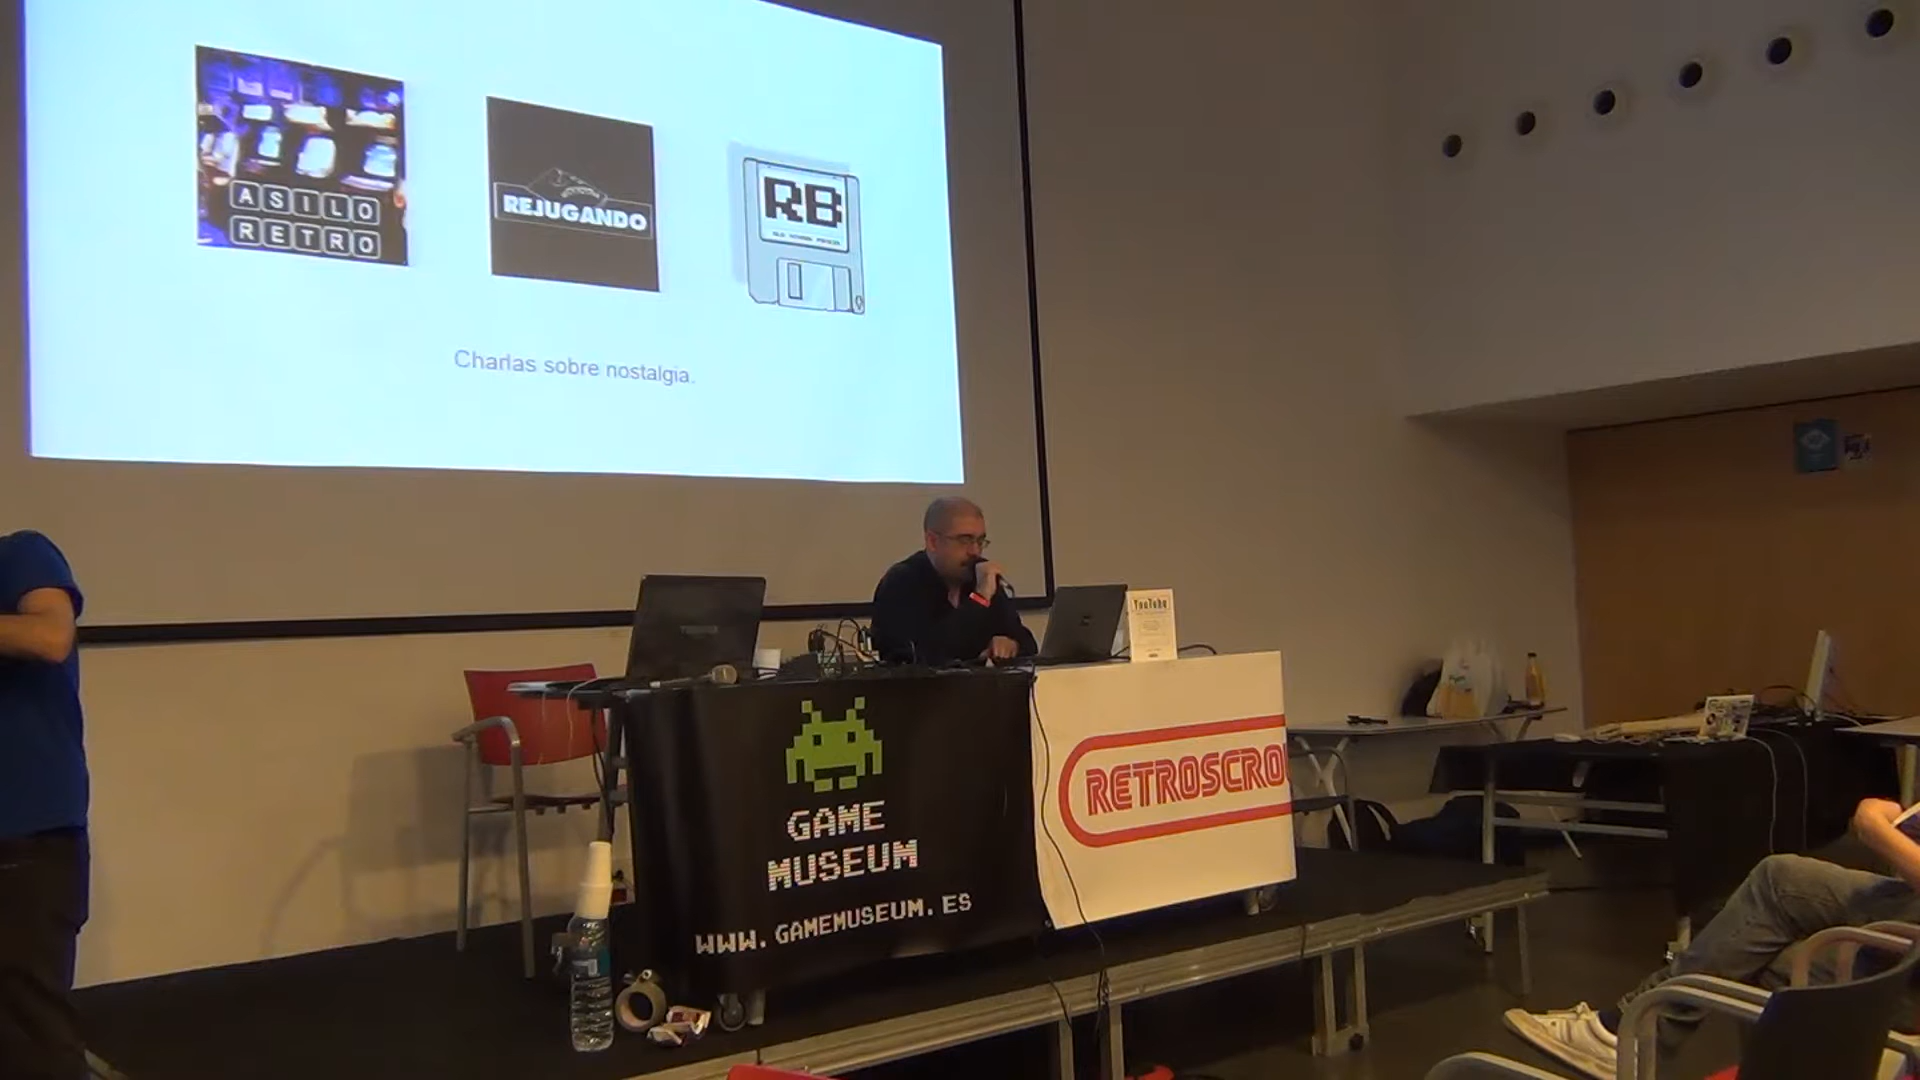 ASILO
RETRO
REJUGANDO
RB
Charlas sobre nostalgia.
YouTube
GAME
MUSEUM
WWW.GAMEMUSEUM.ES
RETROSCRO